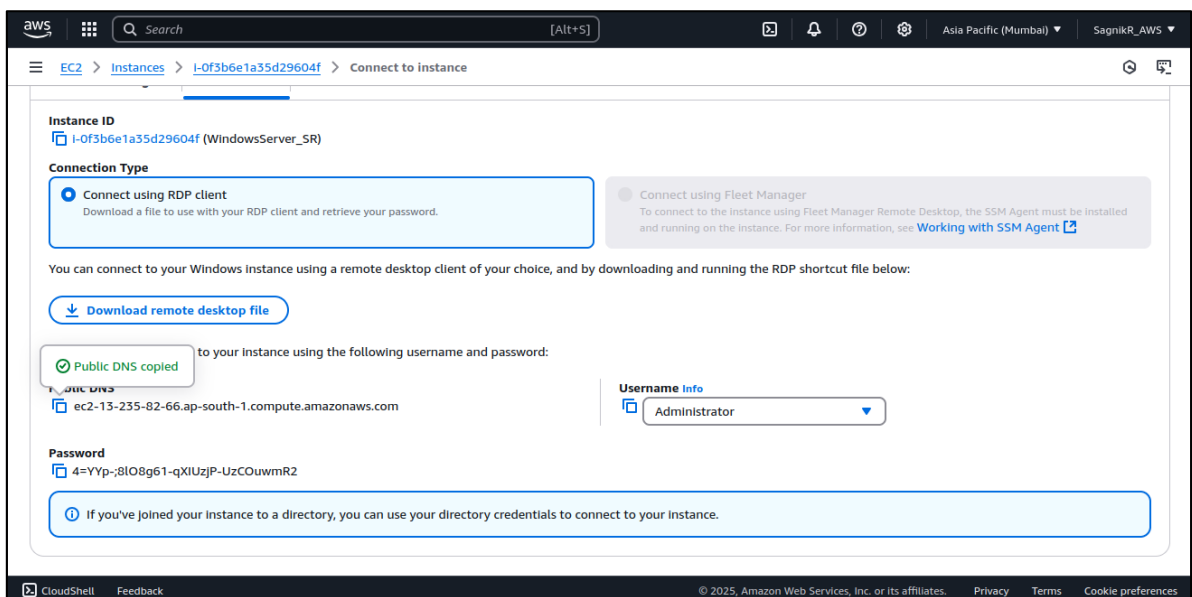 aws Search [Alt+S] Asia Pacific (Mumbai) SagnikR_AWS
EC2 > Instances > i-0f3b6e1a35d29604f > Connect to instance
Instance ID
i-0f3b6e1a35d29604f (WindowsServer_SR)
Connection Type
Connect using RDP client
Download a file to use with your RDP client and retrieve your password.
Connect using Fleet Manager
To connect to the instance using Fleet Manager Remote Desktop, the SSM Agent must be installed
and running on the instance. For more information, see Working with SSM Agent
You can connect to your Windows instance using a remote desktop client of your choice, and by downloading and running the RDP shortcut file below:
Download remote desktop file
to your instance using the following username and password:
Public DNS copied
Public DNS
ec2-13-235-82-66.ap-south-1.compute.amazonaws.com
Username Info
Administrator
Password
4=YYp-;8lO8g61-qXIUzjP-UzCOuwmR2
If you've joined your instance to a directory, you can use your directory credentials to connect to your instance.
CloudShell Feedback © 2025, Amazon Web Services, Inc. or its affiliates. Privacy Terms Cookie preferences